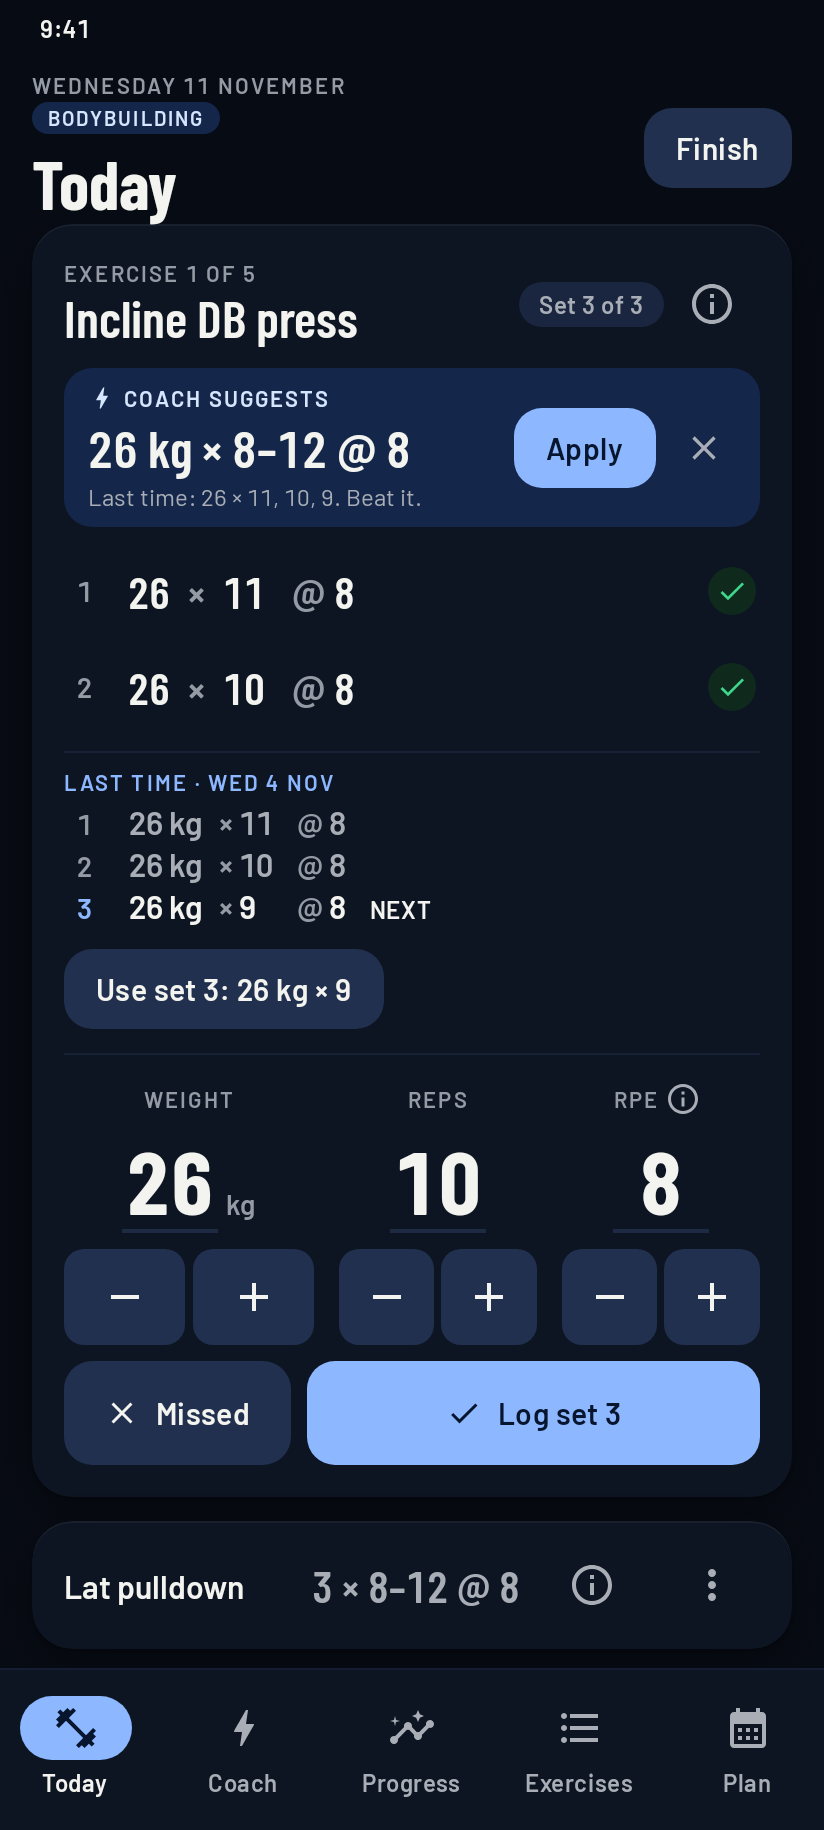 9:41
WEDNESDAY 11 NOVEMBER
BODYBUILDING
Finish
Today
EXERCISE 1 OF 5
Incline DB press
Set 3 of 3
COACH SUGGESTS
26 kg × 8–12 @ 8
Apply
Last time: 26 × 11, 10, 9. Beat it.
1 26 × 11 @ 8
2 26 × 10 @ 8
LAST TIME · WED 4 NOV
1 26 kg × 11 @ 8
2 26 kg × 10 @ 8
3 26 kg × 9 @ 8 NEXT
Use set 3: 26 kg × 9
WEIGHT REPS RPE
26 kg 10 8
Missed Log set 3
Lat pulldown 3 × 8–12 @ 8
Today Coach Progress Exercises Plan